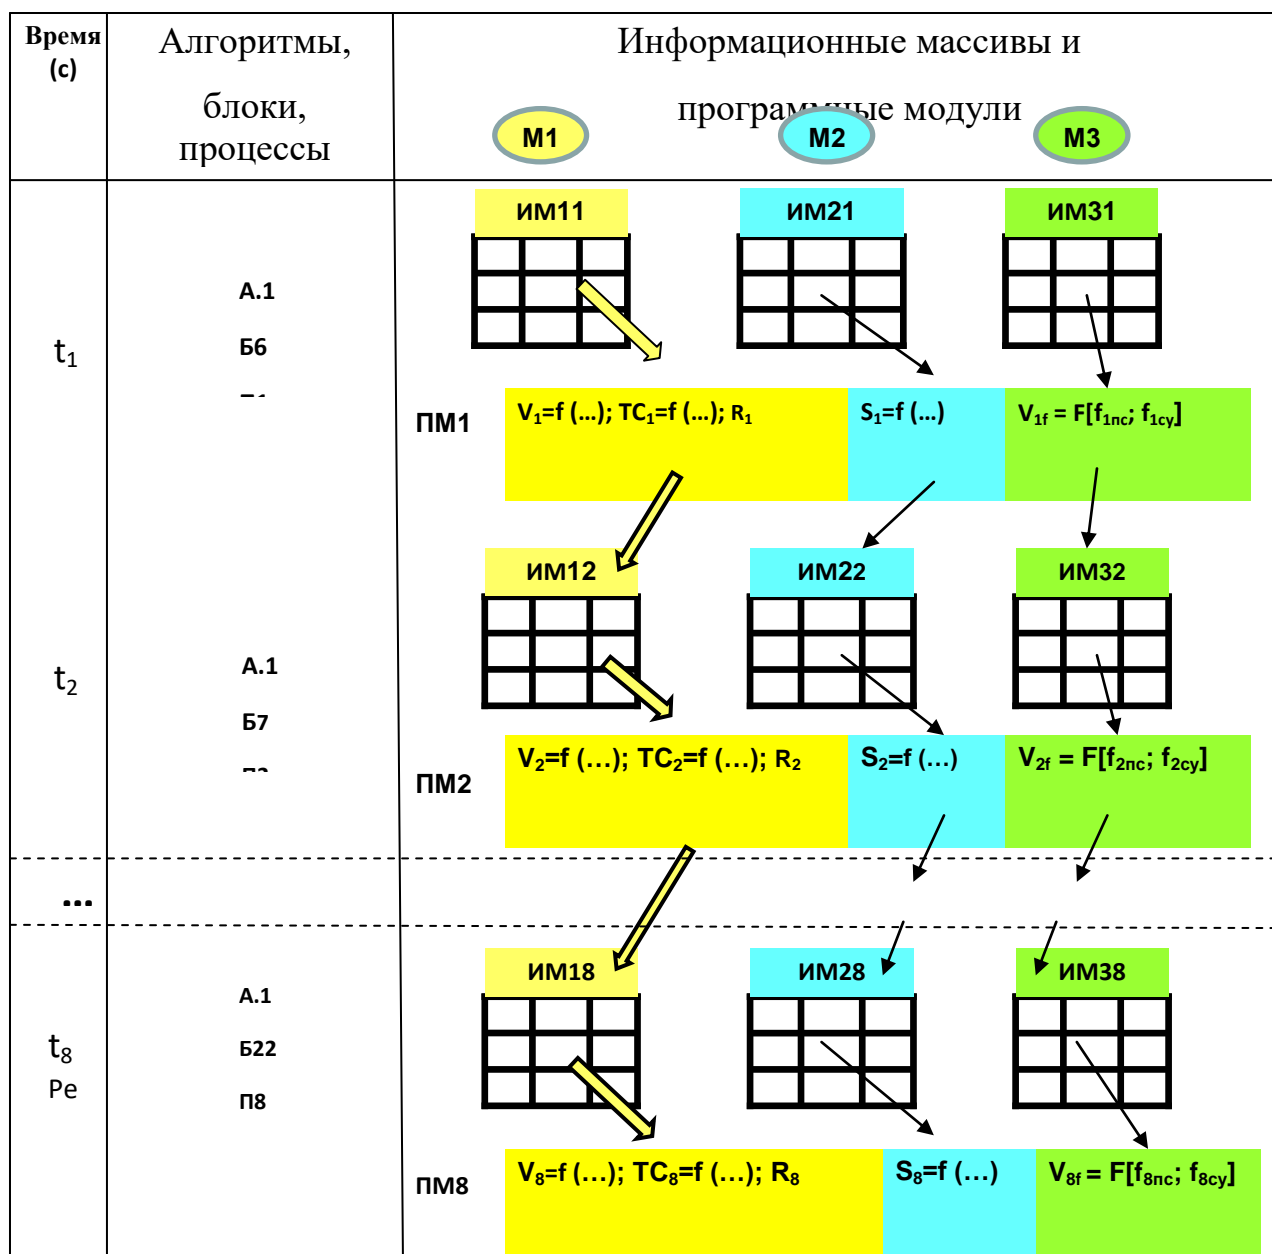 Время
(с)
Алгоритмы,
блоки,
процессы
Информационные массивы и
программные модули
М1
М2
М3
ИМ11
ИМ21
ИМ31
t₁
А.1
Б6
ПМ1
V₁=f (...); TC₁=f (...); R₁
S₁=f (...)
V₁f = F[f₁пс; f₁су]
ИМ12
ИМ22
ИМ32
t₂
А.1
Б7
ПМ2
V₂=f (...); TC₂=f (...); R₂
S₂=f (...)
V₂f = F[f₂пс; f₂су]
...
ИМ18
ИМ28
ИМ38
t₈
Ре
А.1
Б22
П8
ПМ8
V₈=f (...); TC₈=f (...); R₈
S₈=f (...)
V₈f = F[f₈пс; f₈су]